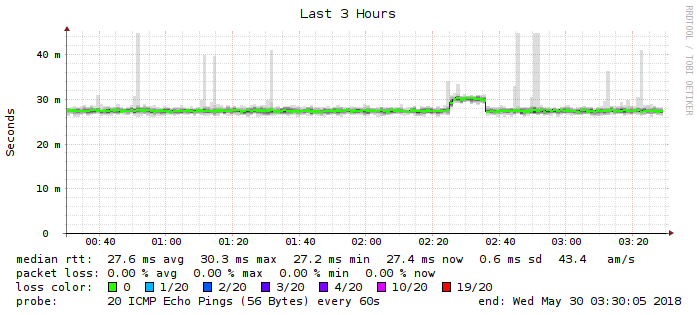 Last 3 Hours
RRDTOOL / TOBI OETIKER
Seconds
40 m
30 m
20 m
10 m
0
00:40 01:00 01:20 01:40 02:00 02:20 02:40 03:00 03:20
median rtt: 27.6 ms avg 30.3 ms max 27.2 ms min 27.4 ms now 0.6 ms sd 43.4 am/s
packet loss: 0.00 % avg 0.00 % max 0.00 % min 0.00 % now
loss color: 0 1/20 2/20 3/20 4/20 10/20 19/20
probe: 20 ICMP Echo Pings (56 Bytes) every 60s end: Wed May 30 03:30:05 2018